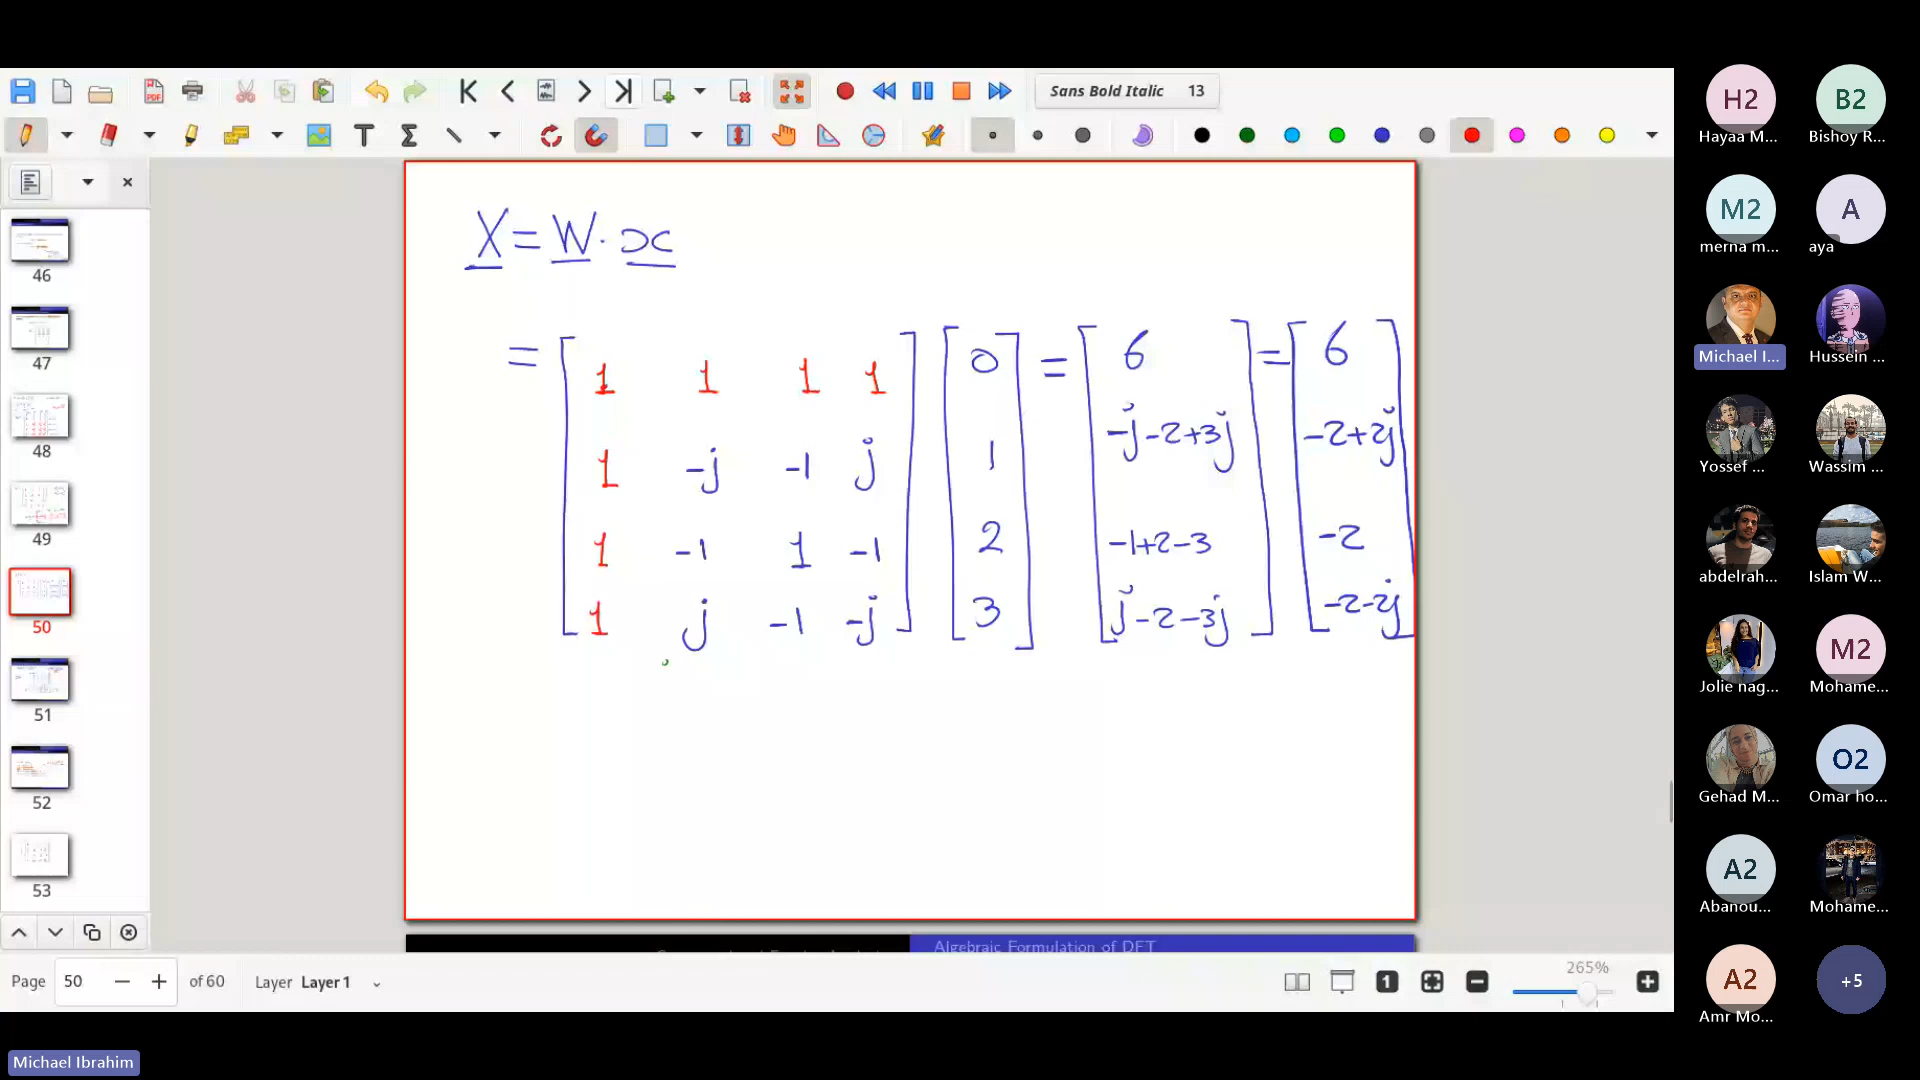 Sans Bold Italic 13
X = W · x
= [ 1 1 1 1 ] [ 0 ] = [ 6 ] = [ 6 ]
1 -j -1 j 1 -j-2+3j -2+2j
1 -1 1 -1 2 -1+2-3 -2
1 j -1 -j 3 j-2-3j -2-2j
46
47
48
49
50
51
52
53
Algebraic Formulation of DFT
Page 50 of 60 Layer Layer 1 265%
H2 B2
Hayaa M... Bishoy R...
M2 A
merna m... aya
Michael I... Hussein ...
Yossef ... Wassim ...
abdelrah... Islam W...
M2
Jolie nag... Mohame...
O2
Gehad M... Omar ho...
A2
Abanou... Mohame...
A2 +5
Amr Mo...
Michael Ibrahim